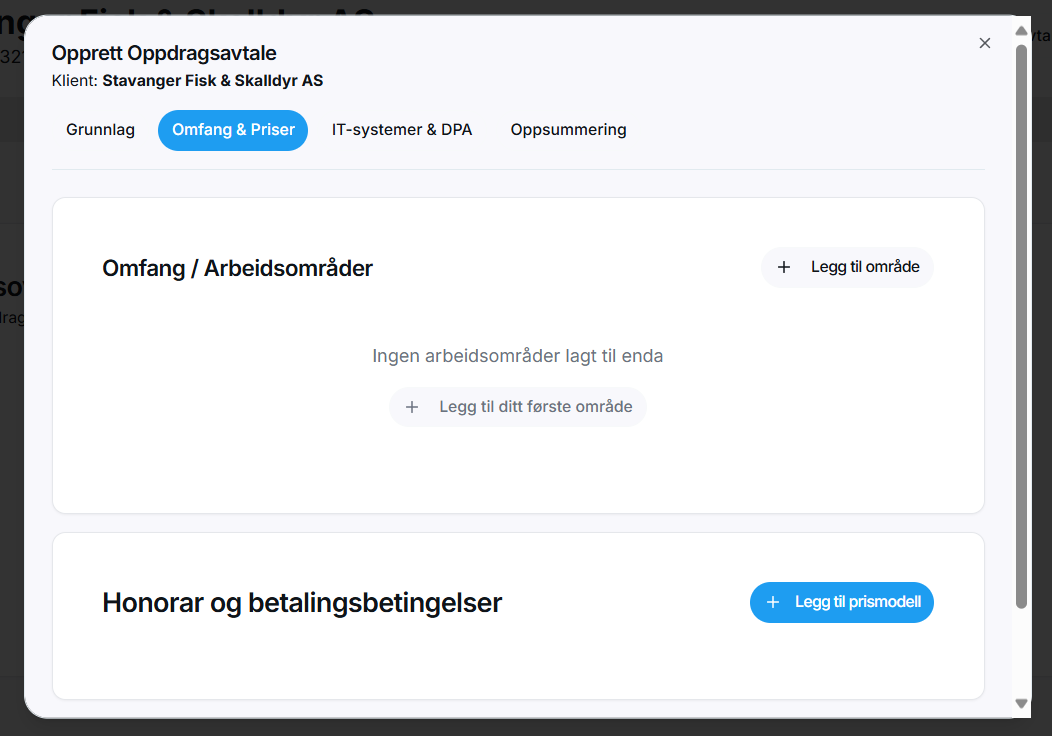 Opprett Oppdragsavtale
Klient: Stavanger Fisk & Skalldyr AS
Grunnlag
Omfang & Priser
IT-systemer & DPA
Oppsummering
Omfang / Arbeidsområder
Legg til område
Ingen arbeidsområder lagt til enda
Legg til ditt første område
Honorar og betalingsbetingelser
Legg til prismodell